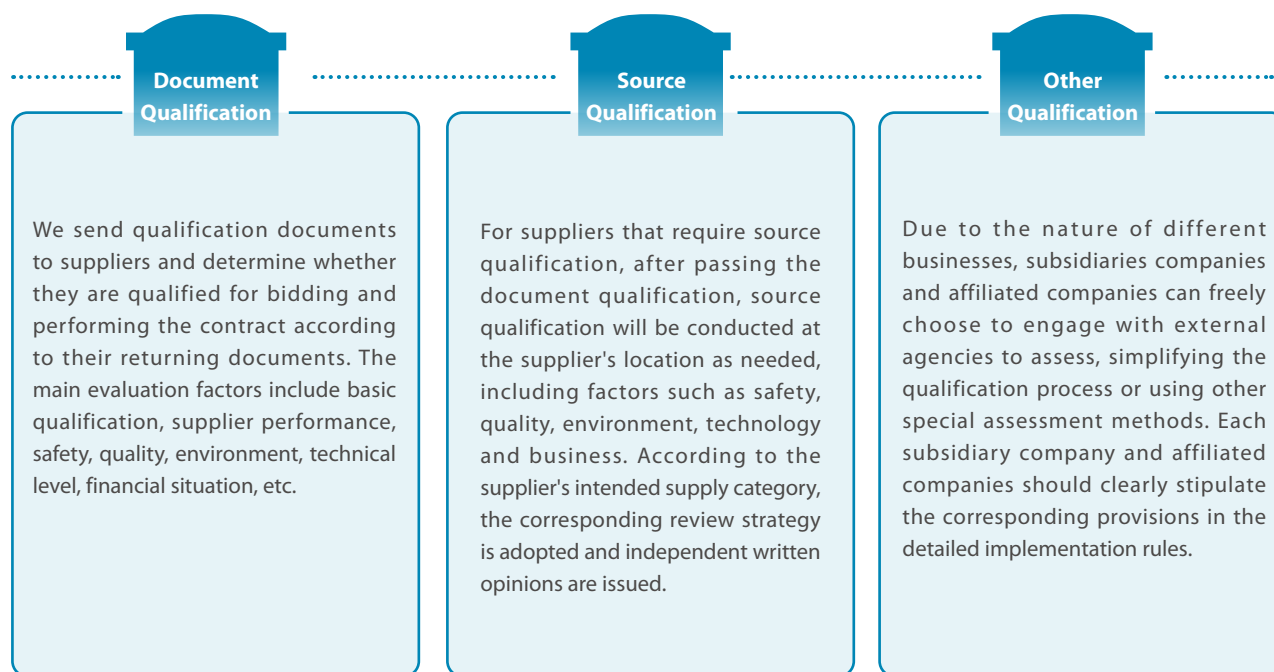 Document
Qualification
We send qualification documents
to suppliers and determine whether
they are qualified for bidding and
performing the contract according
to their returning documents. The
main evaluation factors include basic
qualification, supplier performance,
safety, quality, environment, technical
level, financial situation, etc.
Source
Qualification
For suppliers that require source
qualification, after passing the
document qualification, source
qualification will be conducted at
the supplier's location as needed,
including factors such as safety,
quality, environment, technology
and business. According to the
supplier's intended supply category,
the corresponding review strategy
is adopted and independent written
opinions are issued.
Other
Qualification
Due to the nature of different
businesses, subsidiaries companies
and affiliated companies can freely
choose to engage with external
agencies to assess, simplifying the
qualification process or using other
special assessment methods. Each
subsidiary company and affiliated
companies should clearly stipulate
the corresponding provisions in the
detailed implementation rules.